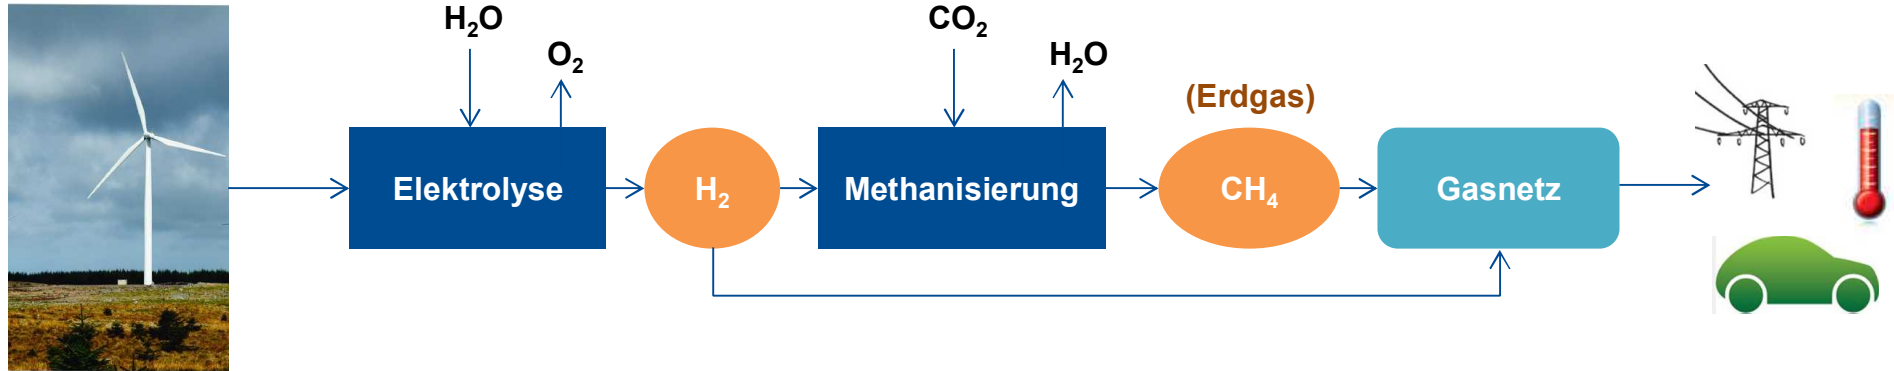 H₂O
O₂
CO₂
H₂O
(Erdgas)
Elektrolyse
H₂
Methanisierung
CH₄
Gasnetz